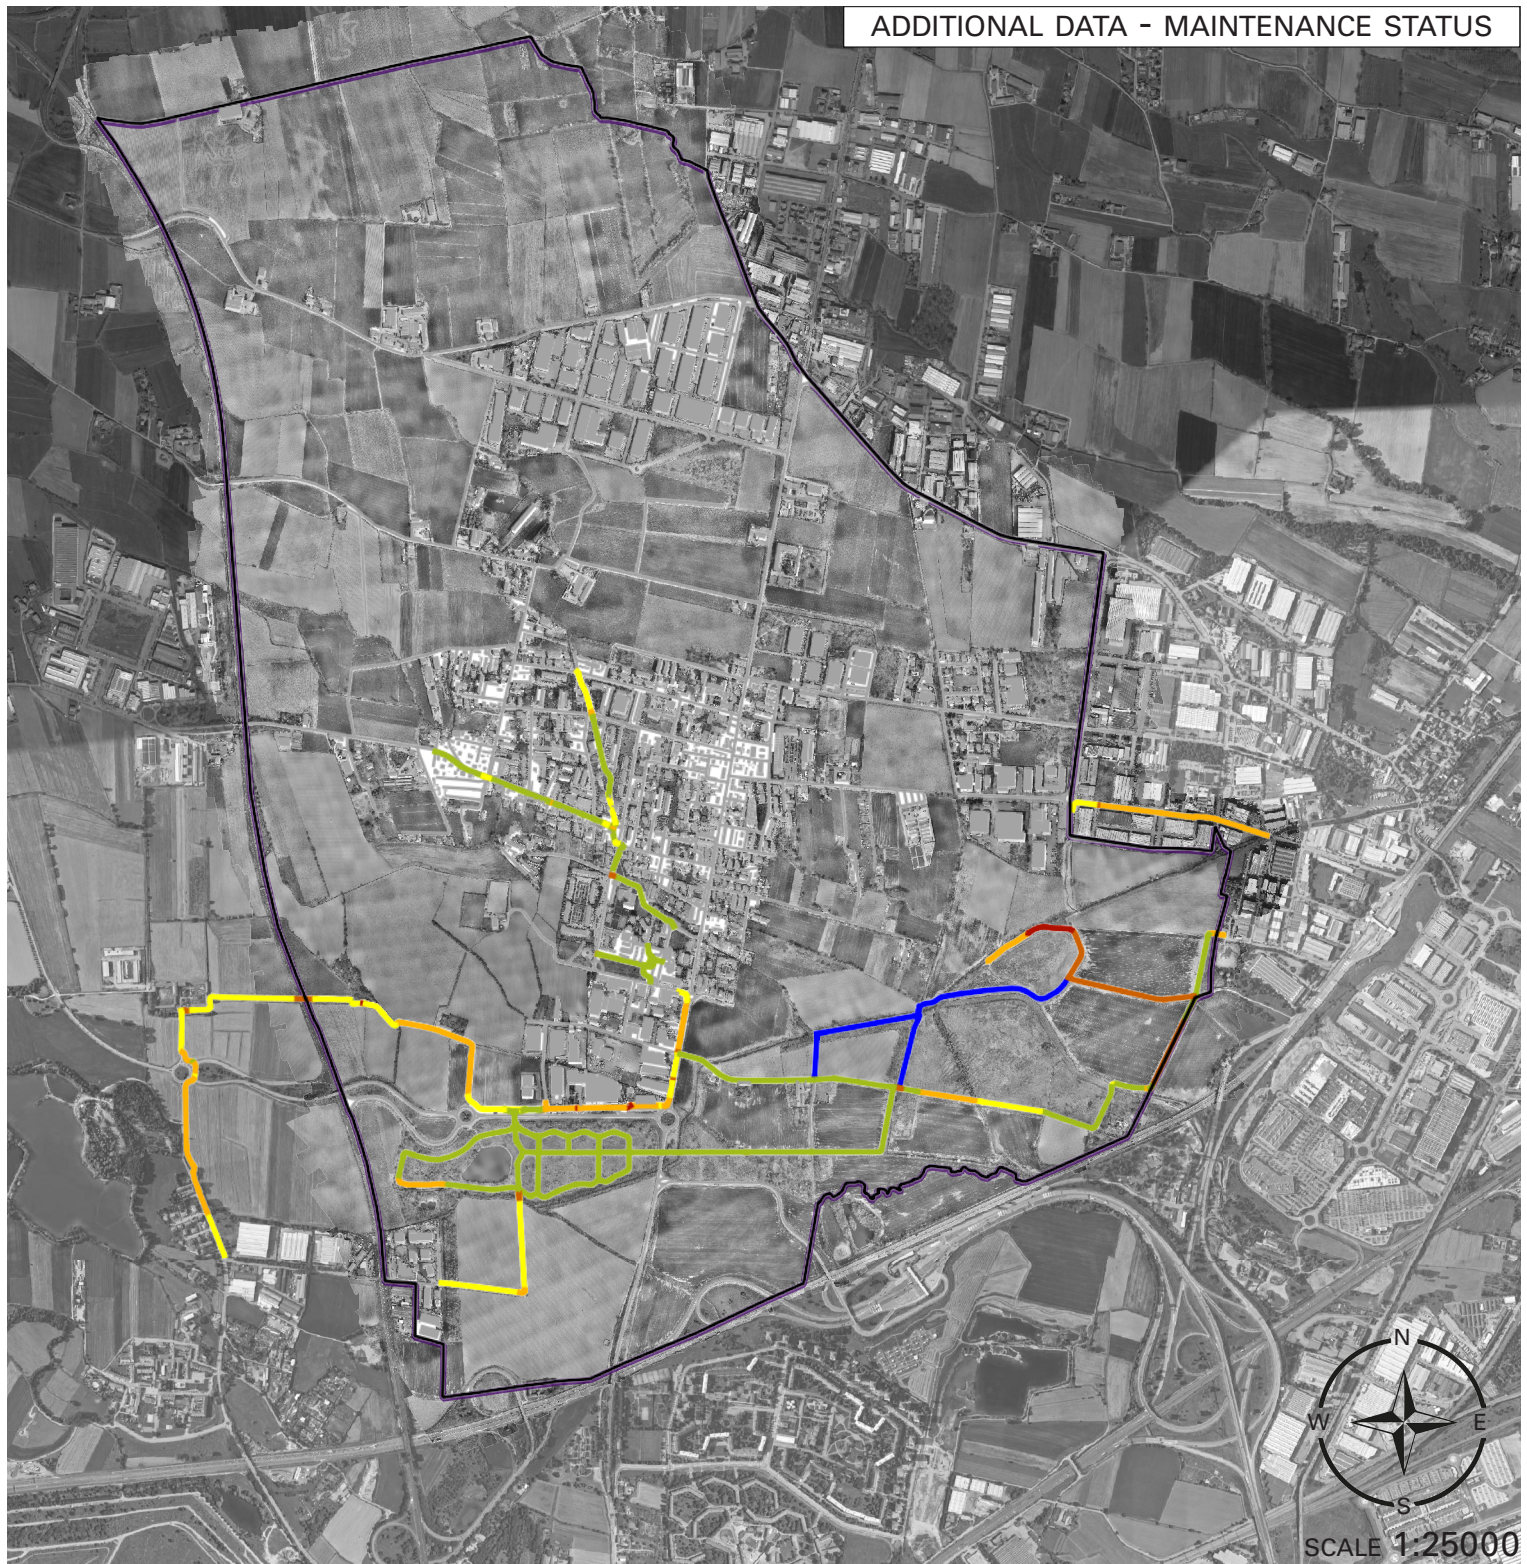 ADDITIONAL DATA - MAINTENANCE STATUS
N
W E
S
SCALE 1:25000